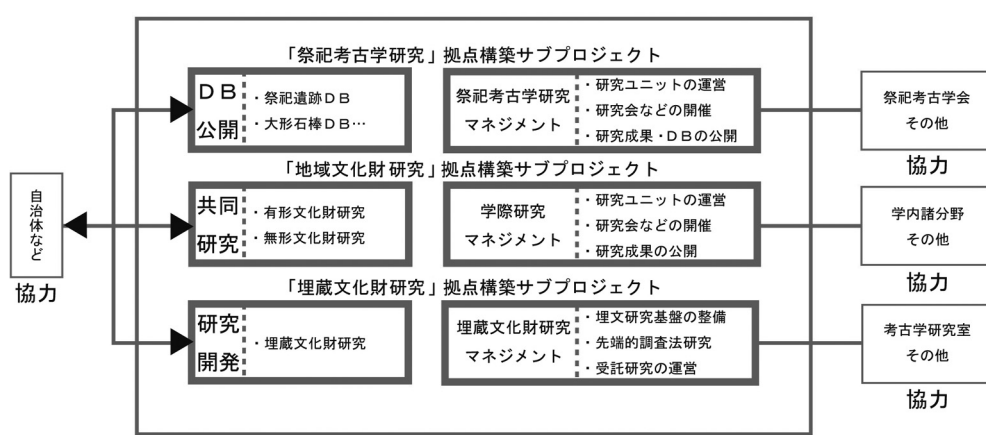 「祭祀考古学研究」拠点構築サブプロジェクト
ＤＢ
公開
・祭祀遺跡ＤＢ
・大形石棒ＤＢ…
祭祀考古学研究
マネジメント
・研究ユニットの運営
・研究会などの開催
・研究成果・ＤＢの公開
祭祀考古学会
その他
協力
「地域文化財研究」拠点構築サブプロジェクト
自治体など
協力
共同
研究
・有形文化財研究
・無形文化財研究
学際研究
マネジメント
・研究ユニットの運営
・研究会などの開催
・研究成果の公開
学内諸分野
その他
協力
「埋蔵文化財研究」拠点構築サブプロジェクト
研究
開発
・埋蔵文化財研究
埋蔵文化財研究
マネジメント
・埋文研究基盤の整備
・先端的調査法研究
・受託研究の運営
考古学研究室
その他
協力